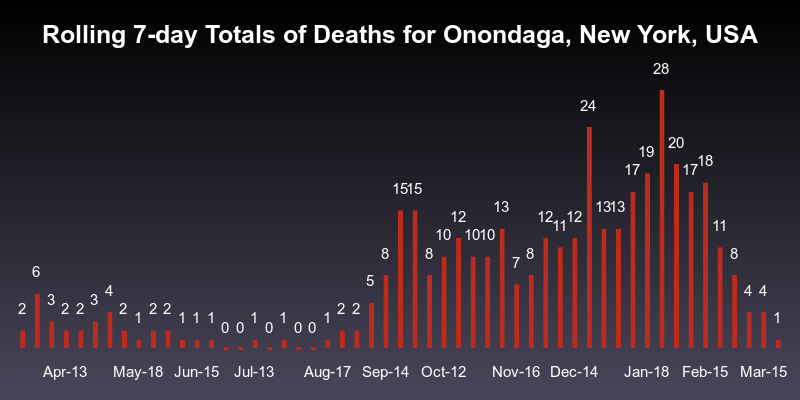 Rolling 7-day Totals of Deaths for Onondaga, New York, USA
2 6 3 2 2 3 4 2 1 2 2 1 1 1 0 0 1 0 1 0 0 1 2 2 5 8 15 15 8 10 12 10 10 13 7 8 12 11 12 24 13 13 17 19 28 20 17 18 11 8 4 4 1
Apr-13 May-18 Jun-15 Jul-13 Aug-17 Sep-14 Oct-12 Nov-16 Dec-14 Jan-18 Feb-15 Mar-15